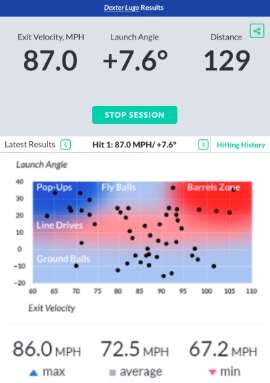 Dexter Lugo Results
Exit Velocity, MPH Launch Angle Distance
87.0 +7.6° 129
STOP SESSION
Latest Results Hit 1: 87.0 MPH/ +7.6° Hitting History
Launch Angle
40
Pop-Ups Fly Balls Barrels Zone
30
20
10
Line Drives
0
Ground Balls
-10
-20
60 65 70 75 80 85 90 95 100 105 110
Exit Velocity
86.0 MPH 72.5 MPH 67.2 MPH
max average min